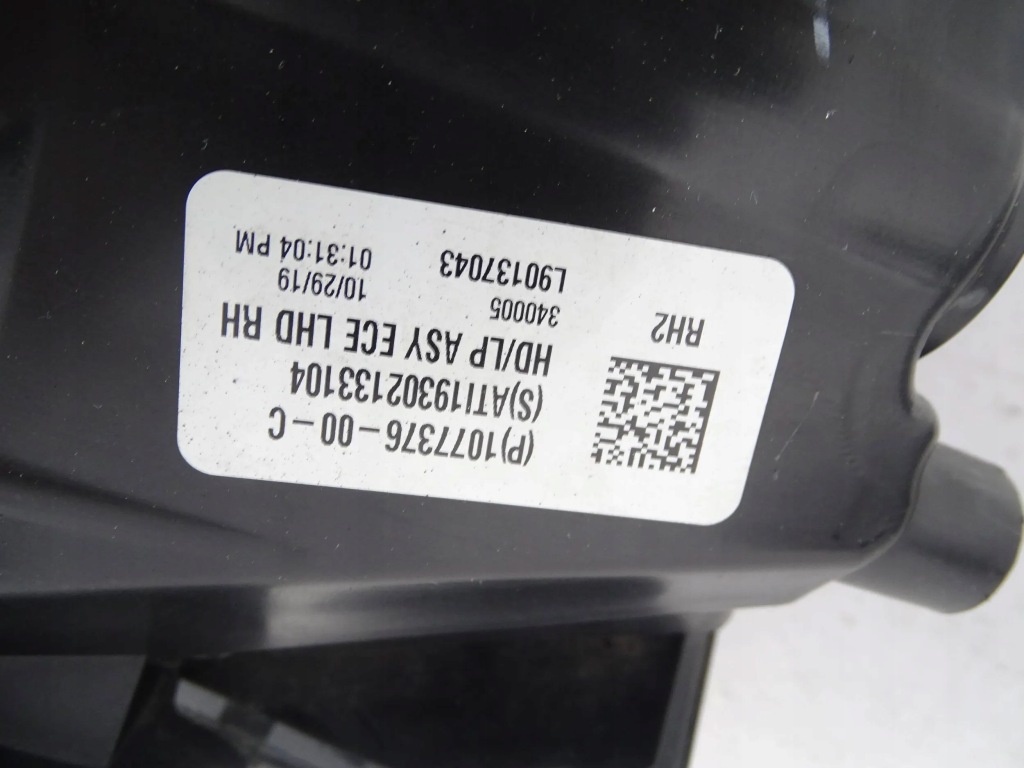 (P)1077376-00-C
(S)ATI19302133104
HD/LP ASY ECE LHD RH
340005 10/29/19
L90137043 01:31:04 PM
RH2